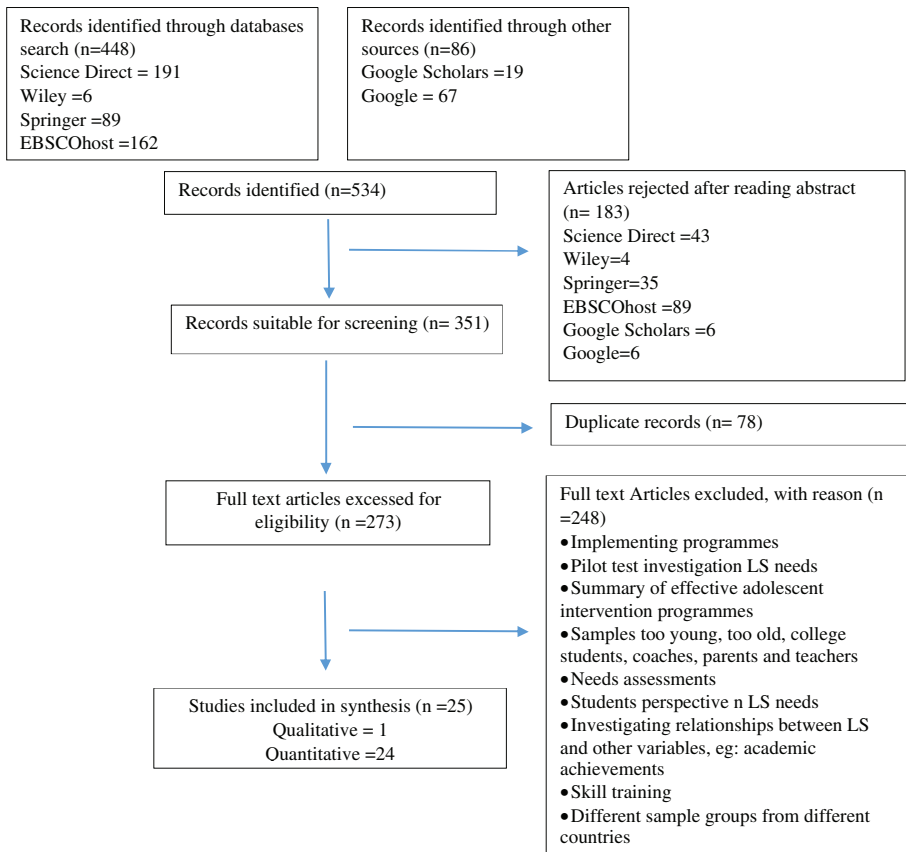 Records identified through databases
search (n=448)
Science Direct = 191
Wiley =6
Springer =89
EBSCOhost =162
Records identified through other
sources (n=86)
Google Scholars =19
Google = 67
Records identified (n=534)
Articles rejected after reading abstract
(n= 183)
Science Direct =43
Wiley=4
Springer=35
EBSCOhost =89
Google Scholars =6
Google=6
Records suitable for screening (n= 351)
Duplicate records (n= 78)
Full text articles excessed for
eligibility (n =273)
Full text Articles excluded, with reason (n
=248)
•Implementing programmes
•Pilot test investigation LS needs
•Summary of effective adolescent
intervention programmes
•Samples too young, too old, college
students, coaches, parents and teachers
•Needs assessments
•Students perspective n LS needs
•Investigating relationships between LS
and other variables, eg: academic
achievements
•Skill training
•Different sample groups from different
countries
Studies included in synthesis (n =25)
Qualitative = 1
Quantitative =24